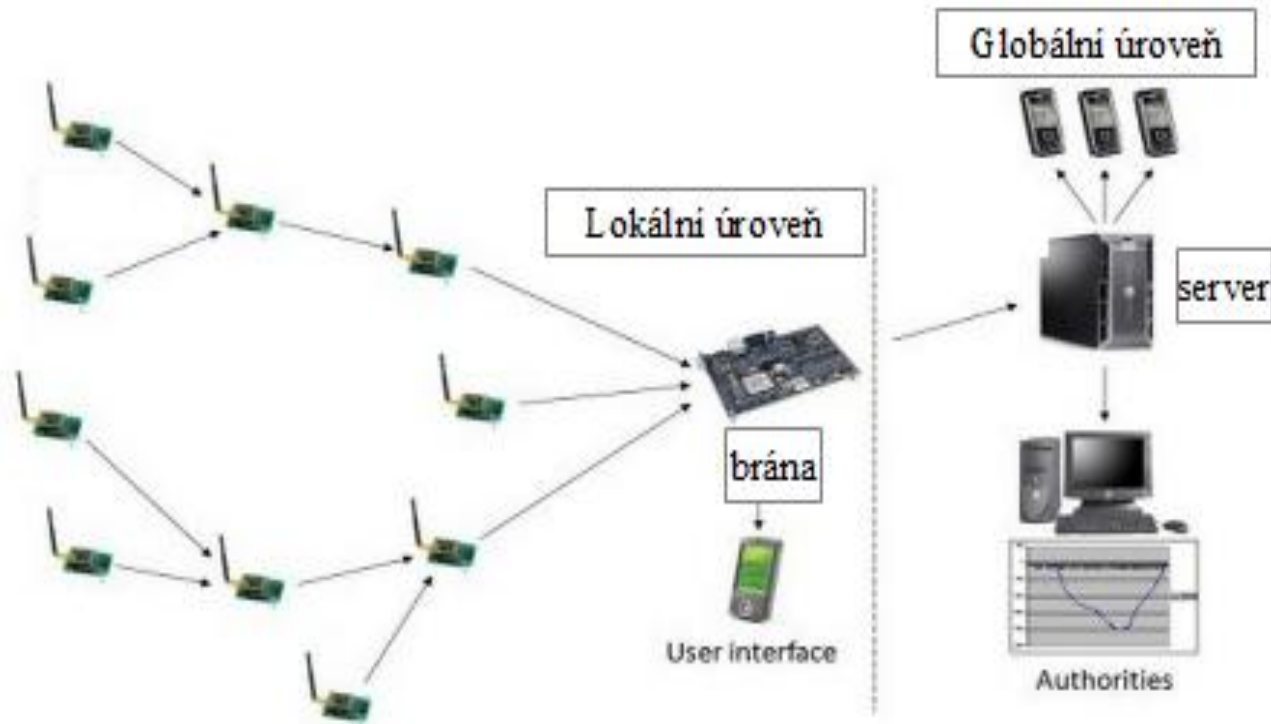 Globální úroveň
Lokální úroveň
server
brána
User interface
Authorities